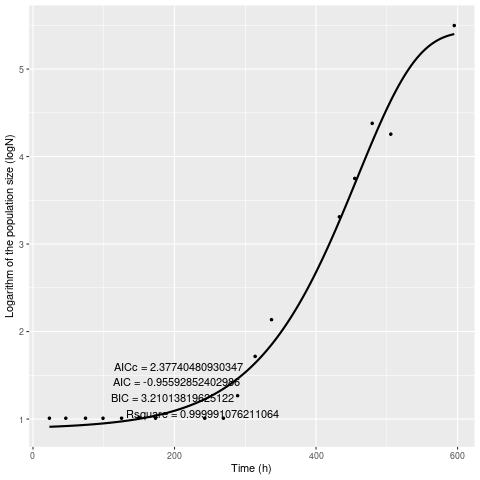 5
4
3
2
1
Logarithm of the population size (logN)
AICc = 2.37740480930347
AIC = -0.95592852402986
BIC = 3.21013819625122
Rsquare = 0.999991076211064
0
200
400
600
Time (h)